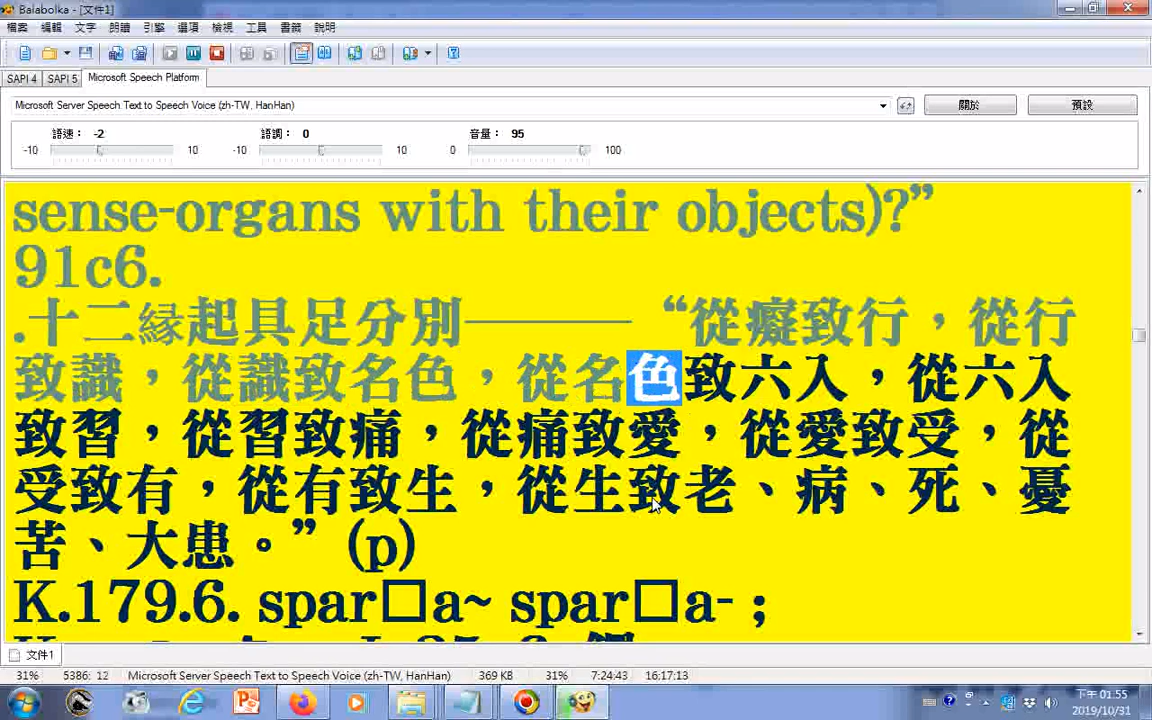 Balabolka - [文件1]
檔案 編輯 文字 朗讀 引擎 選項 檢視 工具 書籤 說明
SAPI 4 SAPI 5 Microsoft Speech Platform
Microsoft Server Speech Text to Speech Voice (zh-TW, HanHan) 關於 預設
語速： -2 語調： 0 音量： 95
-10 10 -10 10 0 100
sense-organs with their objects)?”
91c6.
.十二緣起具足分別——— “從癡致行，從行
致識，從識致名色，從名色致六入，從六入
致習，從習致痛，從痛致愛，從愛致受，從
受致有，從有致生，從生致老、病、死、憂
苦、大患。” (p)
K.179.6. spar□a~ spar□a- ;
文件1
31% 5386: 12 Microsoft Server Speech Text to Speech Voice (zh-TW, HanHan) 369 KB 31% 7:24:43 16:17:13
下午 01:55
2019/10/31